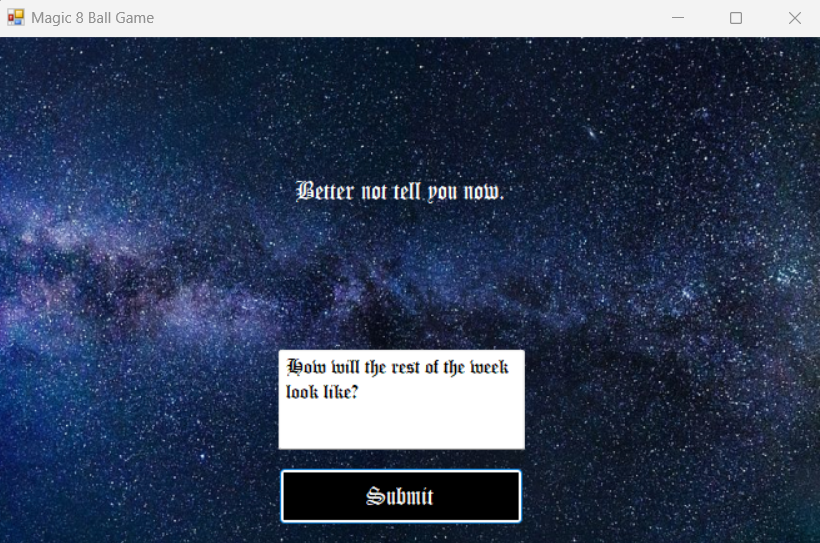 Magic 8 Ball Game
Better not tell you now.
How will the rest of the week
look like?
Submit